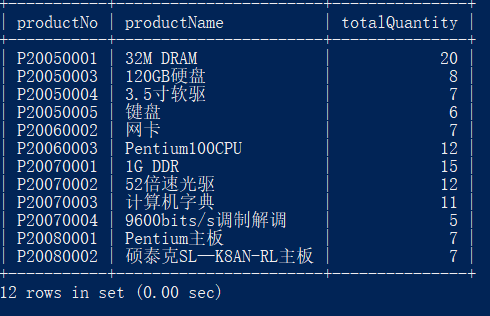 productNo productName totalQuantity
P20050001 32M DRAM 20
P20050003 120GB硬盘 8
P20050004 3.5寸软驱 7
P20050005 键盘 6
P20060002 网卡 7
P20060003 Pentium100CPU 12
P20070001 1G DDR 15
P20070002 52倍速光驱 12
P20070003 计算机字典 11
P20070004 9600bits/s调制解调 5
P20080001 Pentium主板 7
P20080002 硕泰克SL—K8AN-RL主板 7
12 rows in set (0.00 sec)